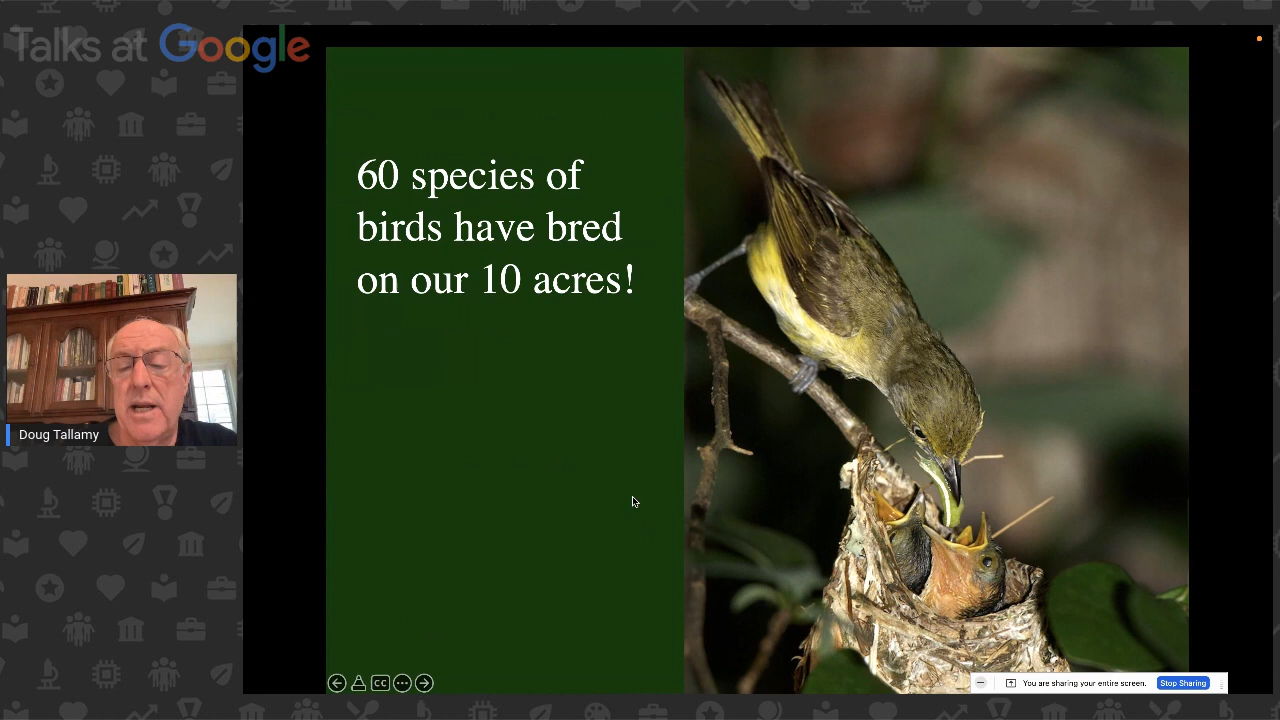 Talks at Google
60 species of
birds have bred
on our 10 acres!
Doug Tallamy
CC
You are sharing your entire screen.
Stop Sharing